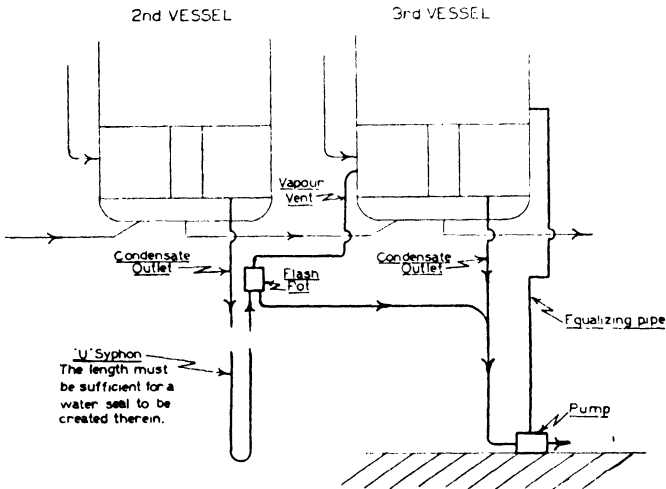 2nd VESSEL
3rd VESSEL
Vapour
Vent
Condensate
Outlet
Flash
Pot
Condensate
Outlet
Equalizing pipe
"U" Syphon
The length must
be sufficient for a
water seal to be
created therein.
Pump